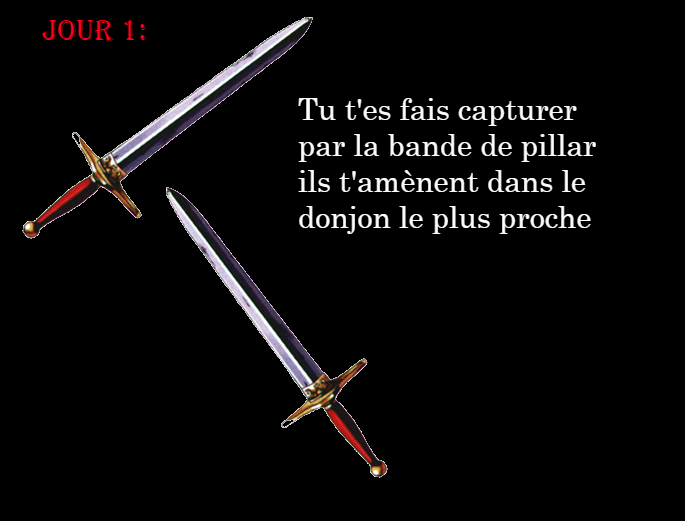 JOUR 1:
Tu t'es fais capturer
par la bande de pillar
ils t'amènent dans le
donjon le plus proche